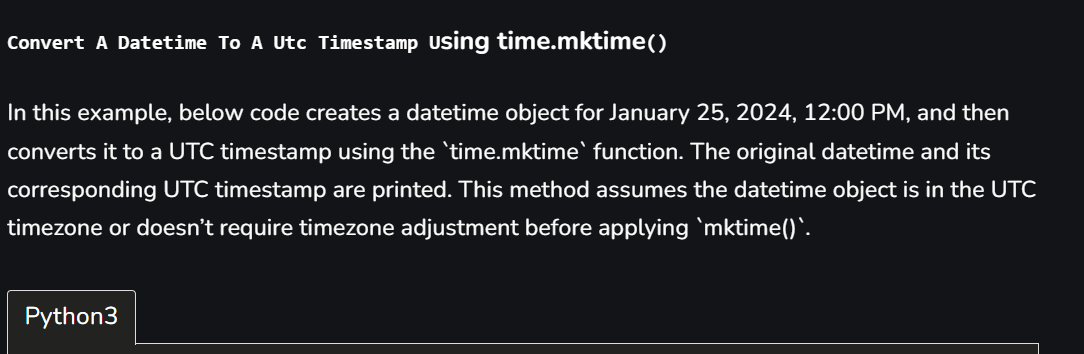 Convert A Datetime To A Utc Timestamp Using time.mktime()
In this example, below code creates a datetime object for January 25, 2024, 12:00 PM, and then
converts it to a UTC timestamp using the `time.mktime` function. The original datetime and its
corresponding UTC timestamp are printed. This method assumes the datetime object is in the UTC
timezone or doesn’t require timezone adjustment before applying `mktime()`.
Python3